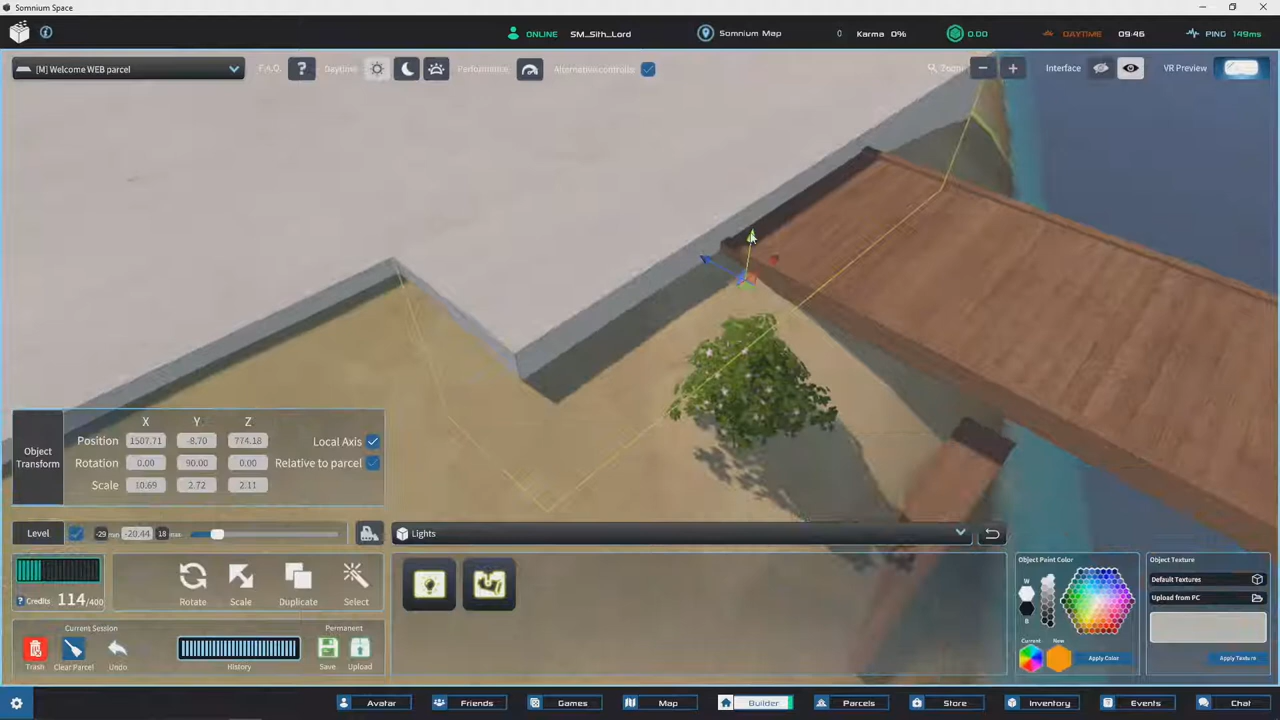 Somnium Space
ONLINE SM_Sith_Lord Somnium Map 0 Karma 0% 0.00 DAYTIME 09:46 PING 149ms
[M] Welcome WEB parcel F.A.Q. ? Daytime Performance Alternative controls Zoom Interface VR Preview
X Y Z
Object Transform
Position 1507.71 -8.70 774.18 Local Axis
Rotation 0.00 90.00 0.00 Relative to parcel
Scale 10.69 2.72 2.11
Level -29 min -20.44 18 max
Lights
? Credits 114/400
Rotate Scale Duplicate Select
Current Session Permanent
Trash Clear Parcel Undo History Save Upload
Object Paint Color
W
B
Current New
Apply Color
Object Texture
Default Textures
Upload from PC
Apply Texture
Avatar Friends Games Map Builder Parcels Store Inventory Events Chat